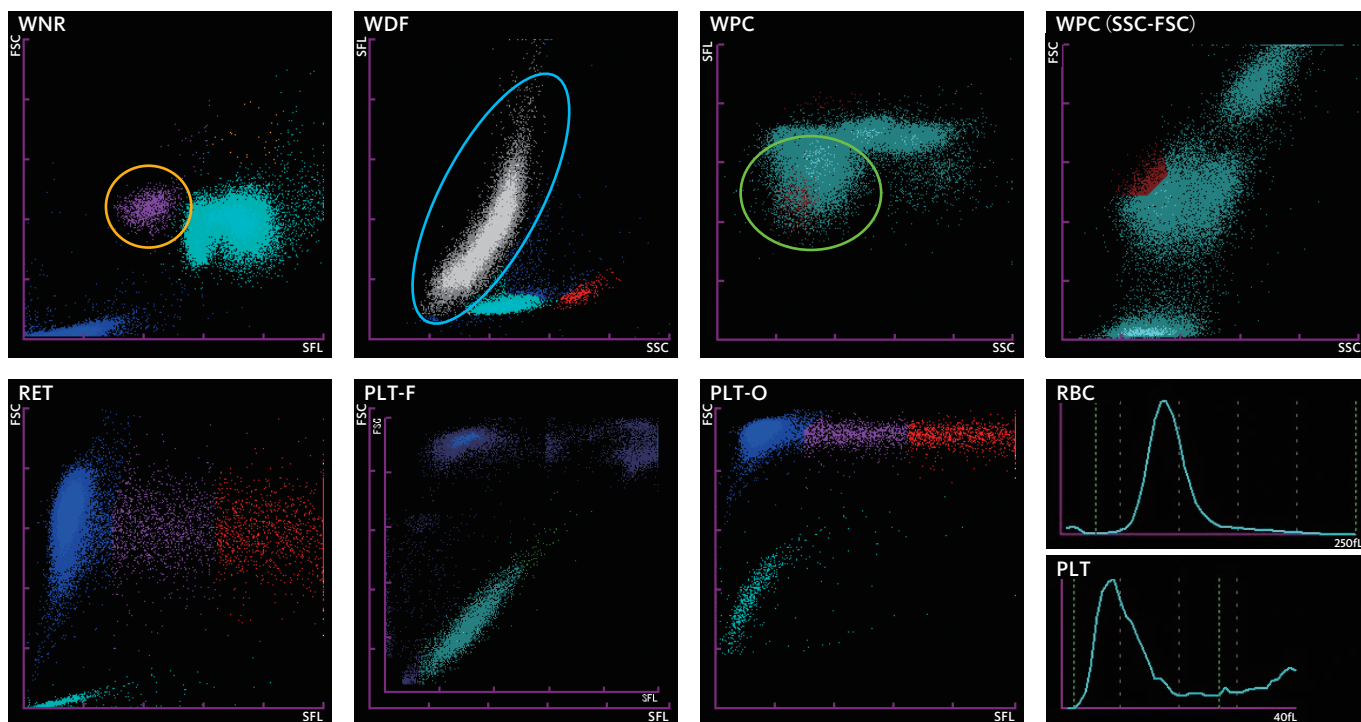 WNR
FSC
SFL
WDF
SFL
SSC
WPC
SFL
SSC
WPC (SSC-FSC)
FSC
SSC
RET
FSC
SFL
PLT-F
FSC
FSC
SFL
SFL
PLT-O
FSC
SFL
RBC
250fL
PLT
40fL